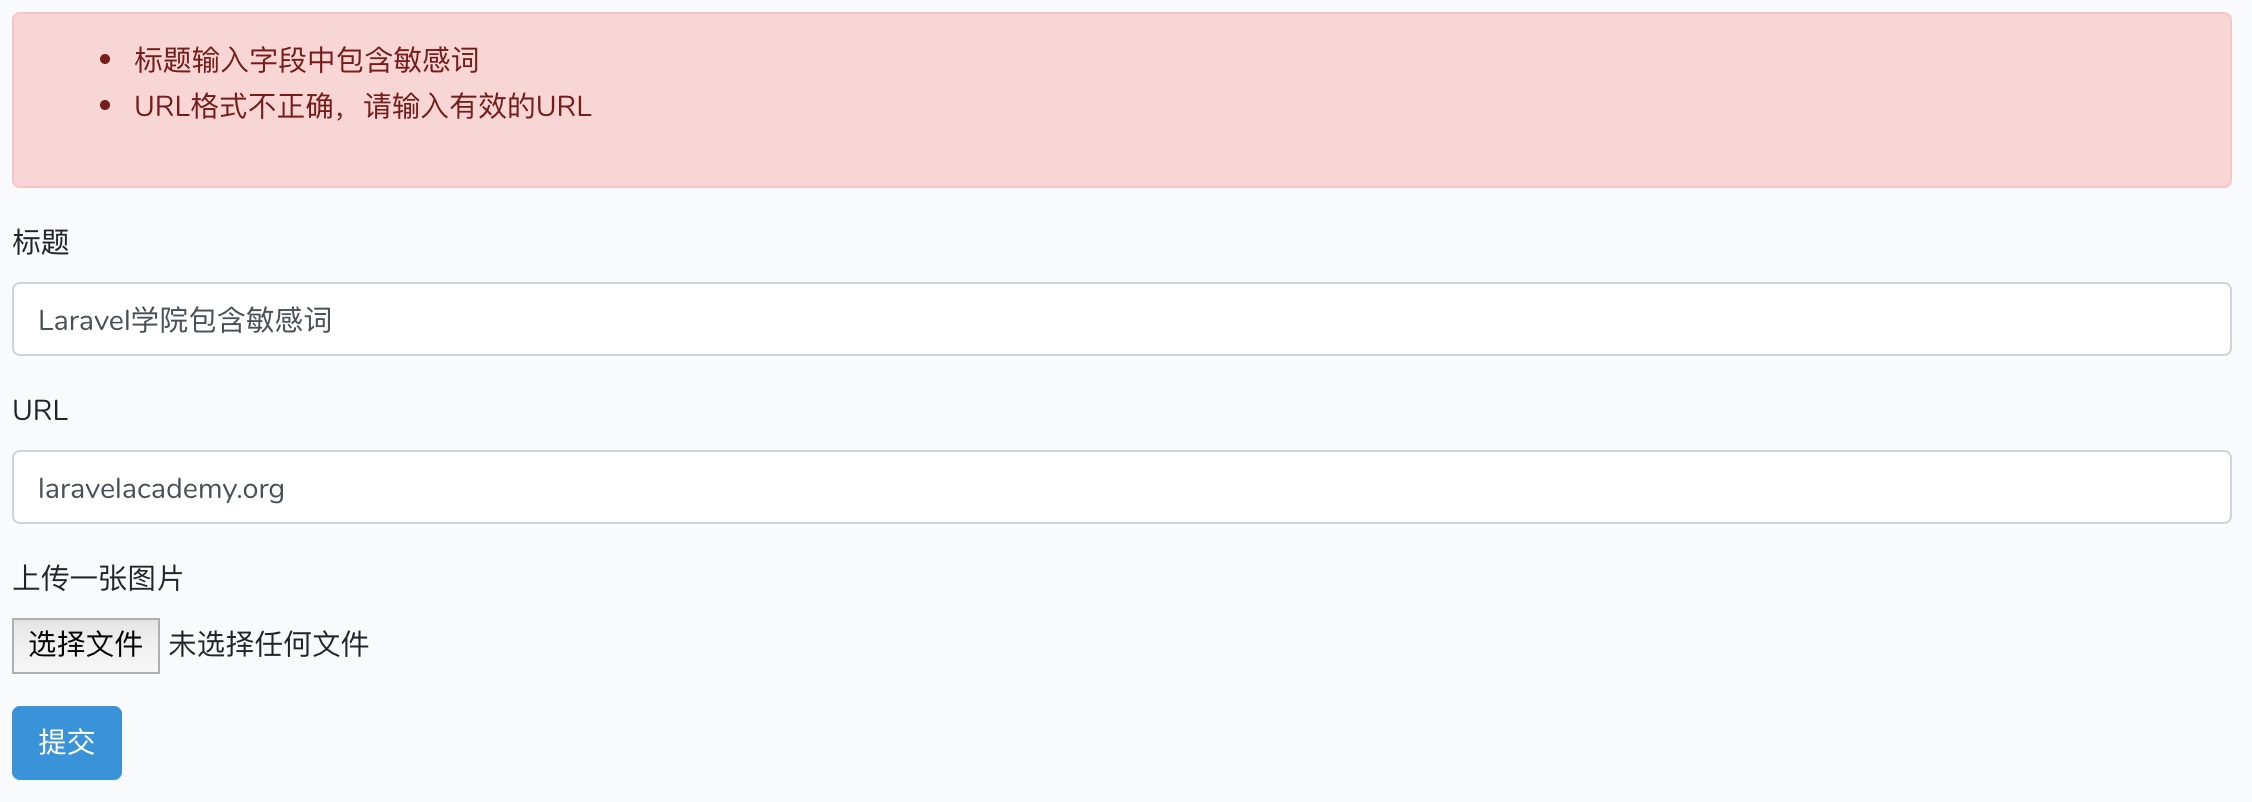 标题输入字段中包含敏感词
URL格式不正确，请输入有效的URL
标题
Laravel学院包含敏感词
URL
laravelacademy.org
上传一张图片
选择文件 未选择任何文件
提交